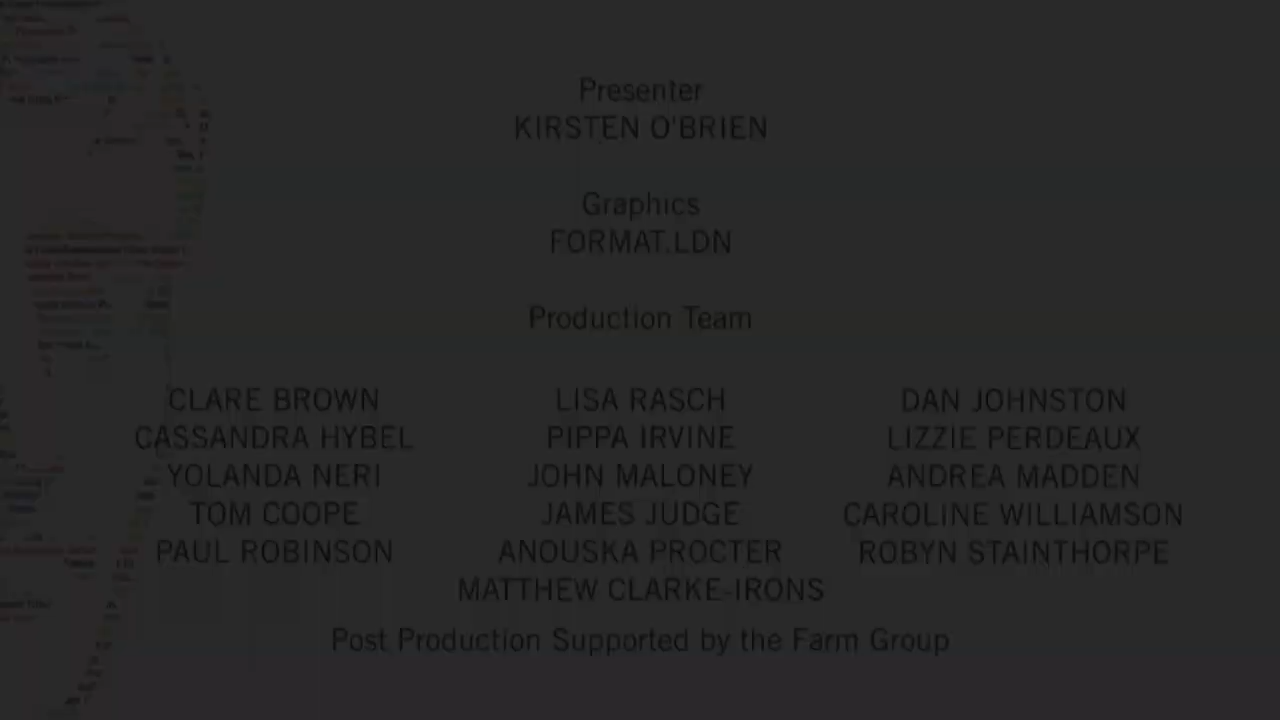 Presenter
KIRSTEN O'BRIEN
Graphics
FORMAT.LDN
Production Team
CLARE BROWN LISA RASCH DAN JOHNSTON
CASSANDRA HYBEL PIPPA IRVINE LIZZIE PERDEAUX
YOLANDA NERI JOHN MALONEY ANDREA MADDEN
TOM COOPE JAMES JUDGE CAROLINE WILLIAMSON
PAUL ROBINSON ANOUSKA PROCTER ROBYN STAINTHORPE
MATTHEW CLARKE-IRONS
Post Production Supported by the Farm Group